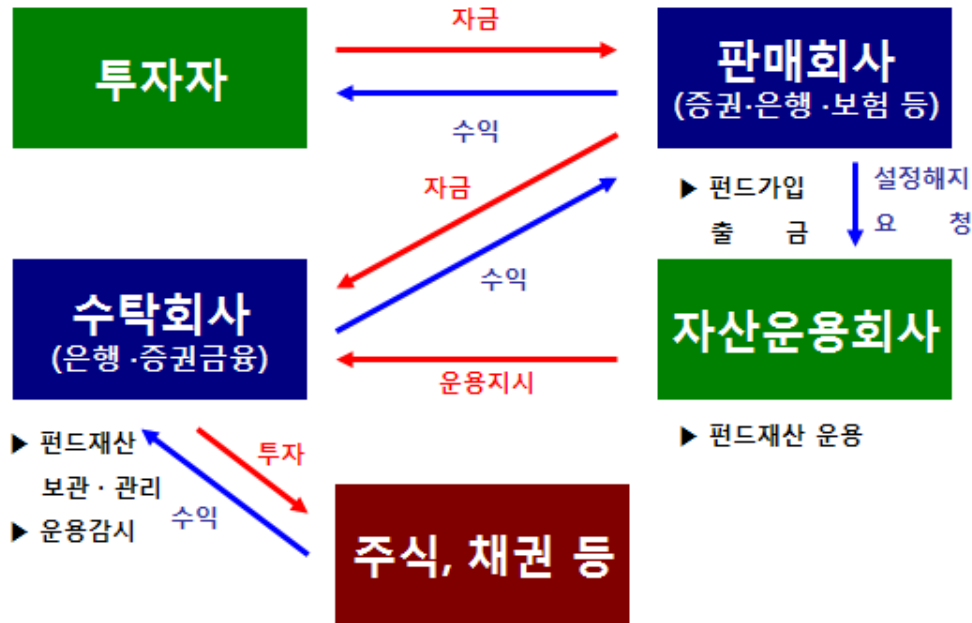 자금
투자자
판매회사
(증권·은행 ·보험 등)
수익
자금
▶ 펀드가입
출 금
설정해지
요 청
수익
수탁회사
(은행 ·증권금융)
자산운용회사
운용지시
▶ 펀드재산
보관 · 관리
▶ 운용감시
투자
수익
▶ 펀드재산 운용
주식, 채권 등